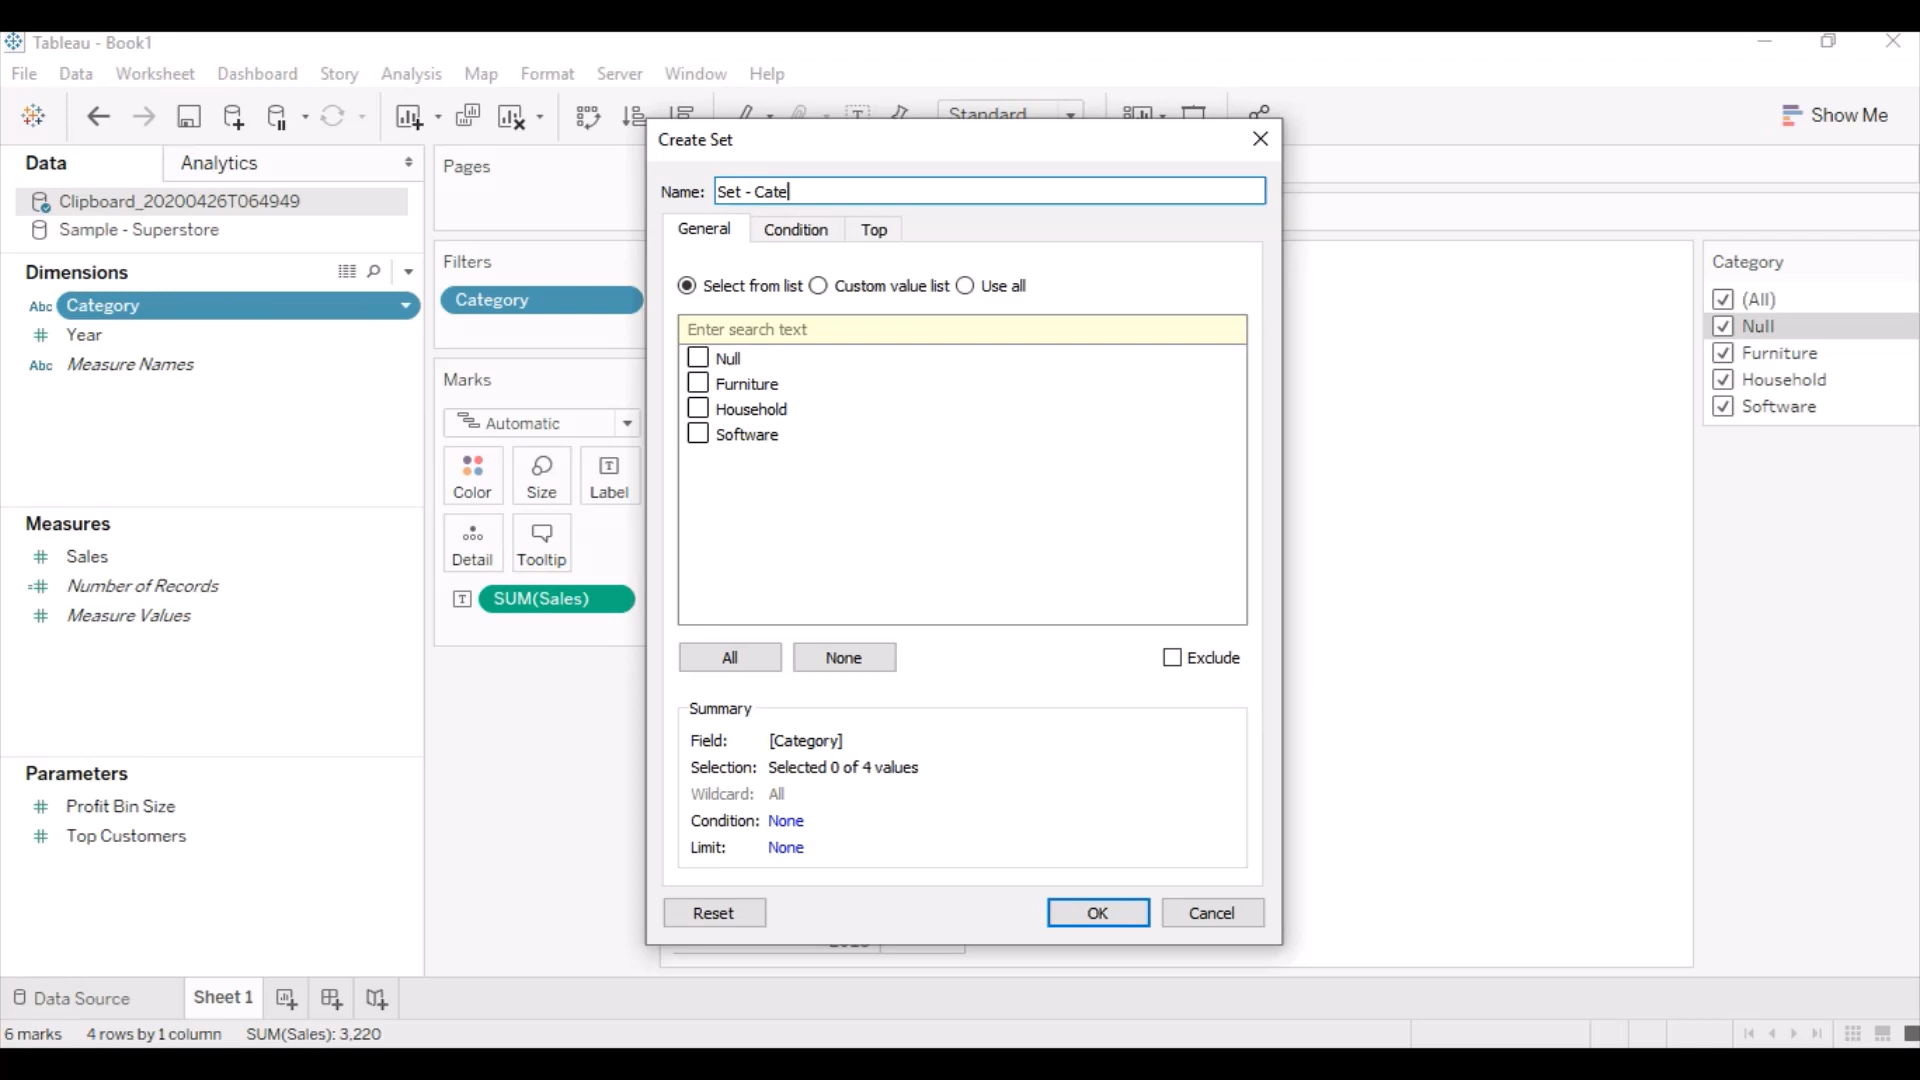 Tableau - Book1
File Data Worksheet Dashboard Story Analysis Map Format Server Window Help
Standard
Show Me
Data
Analytics
Clipboard_20200426T064949
Sample - Superstore
Dimensions
Abc Category
Year
Abc Measure Names
Measures
Sales
Number of Records
Measure Values
Parameters
Profit Bin Size
Top Customers
Pages
Filters
Category
Marks
Automatic
Color Size Label
Detail Tooltip
SUM(Sales)
Create Set
Name: Set - Cate
General Condition Top
Select from list Custom value list Use all
Enter search text
Null
Furniture
Household
Software
All None Exclude
Summary
Field: [Category]
Selection: Selected 0 of 4 values
Wildcard: All
Condition: None
Limit: None
Reset OK Cancel
Category
(All)
Null
Furniture
Household
Software
Data Source Sheet 1
6 marks 4 rows by 1 column SUM(Sales): 3,220